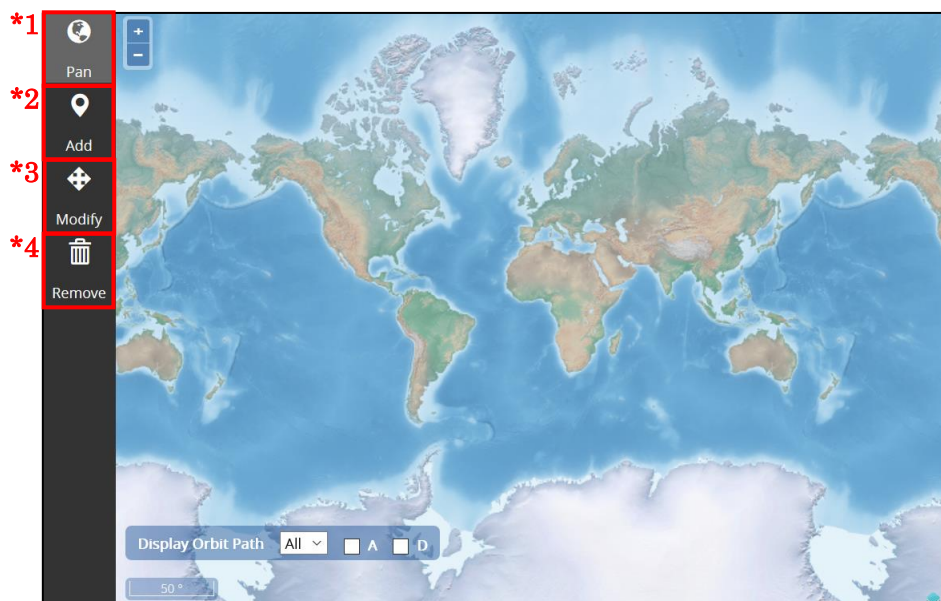 *1
Pan
*2
Add
*3
Modify
*4
Remove
+
−
Display Orbit Path All A D
50 °